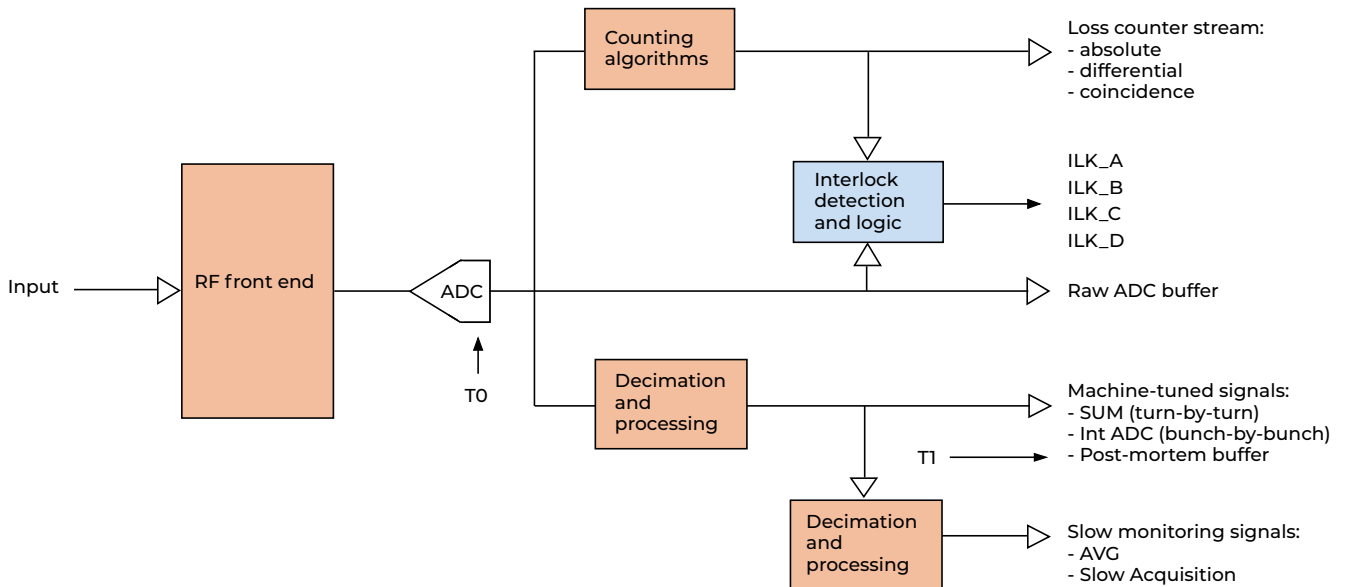 Counting
algorithms
Loss counter stream:
- absolute
- differential
- coincidence
Interlock
detection
and logic
ILK_A
ILK_B
ILK_C
ILK_D
Input
RF front end
ADC
T0
Raw ADC buffer
Decimation
and
processing
Machine-tuned signals:
- SUM (turn-by-turn)
- Int ADC (bunch-by-bunch)
- Post-mortem buffer
T1
Decimation
and
processing
Slow monitoring signals:
- AVG
- Slow Acquisition